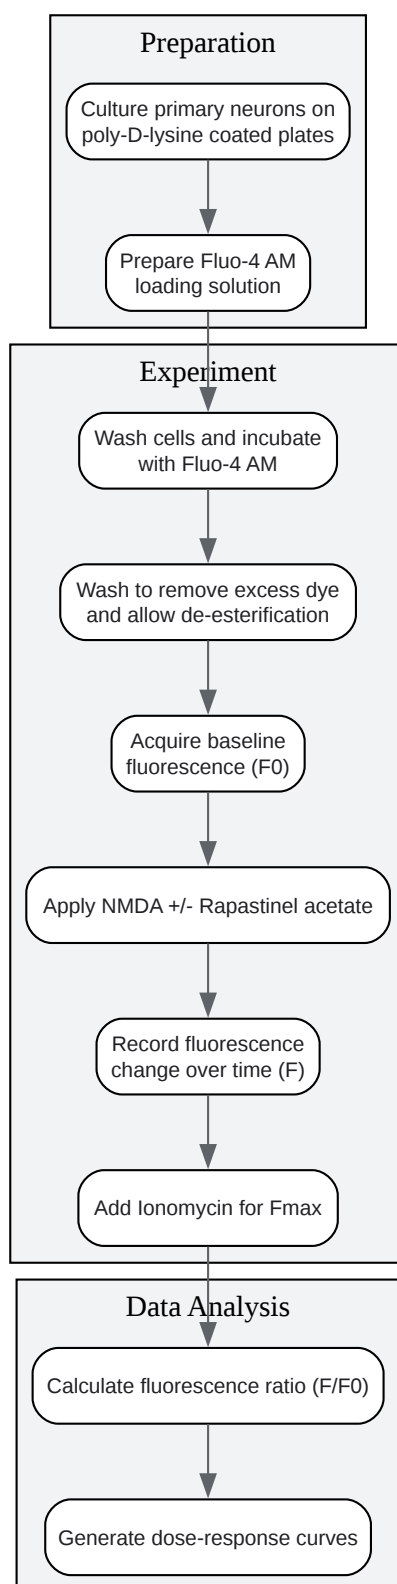 Preparation
Culture primary neurons on
poly-D-lysine coated plates
Prepare Fluo-4 AM
loading solution
Experiment
Wash cells and incubate
with Fluo-4 AM
Wash to remove excess dye
and allow de-esterification
Acquire baseline
fluorescence (F0)
Apply NMDA +/- Rapastinel acetate
Record fluorescence
change over time (F)
Add Ionomycin for Fmax
Data Analysis
Calculate fluorescence ratio (F/F0)
Generate dose-response curves